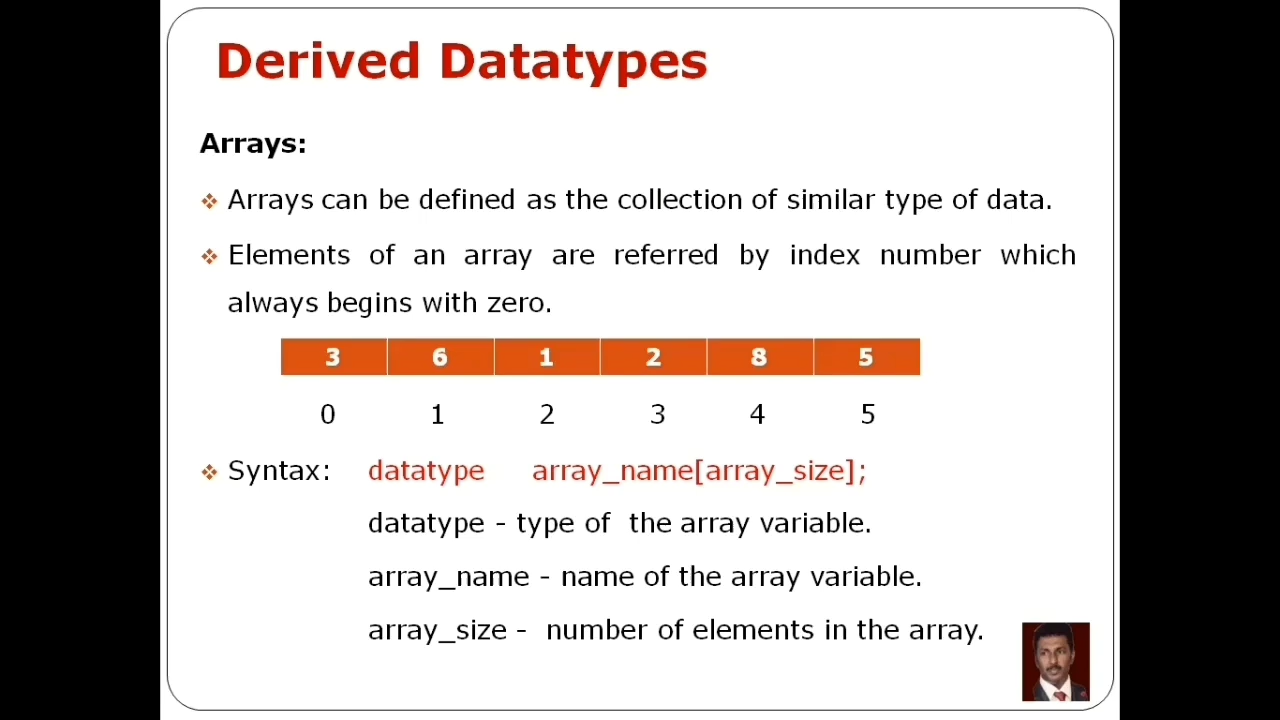 Derived Datatypes
Arrays:
Arrays can be defined as the collection of similar type of data.
Elements of an array are referred by index number which
always begins with zero.
3 6 1 2 8 5
0 1 2 3 4 5
Syntax: datatype array_name[array_size];
datatype - type of the array variable.
array_name - name of the array variable.
array_size - number of elements in the array.